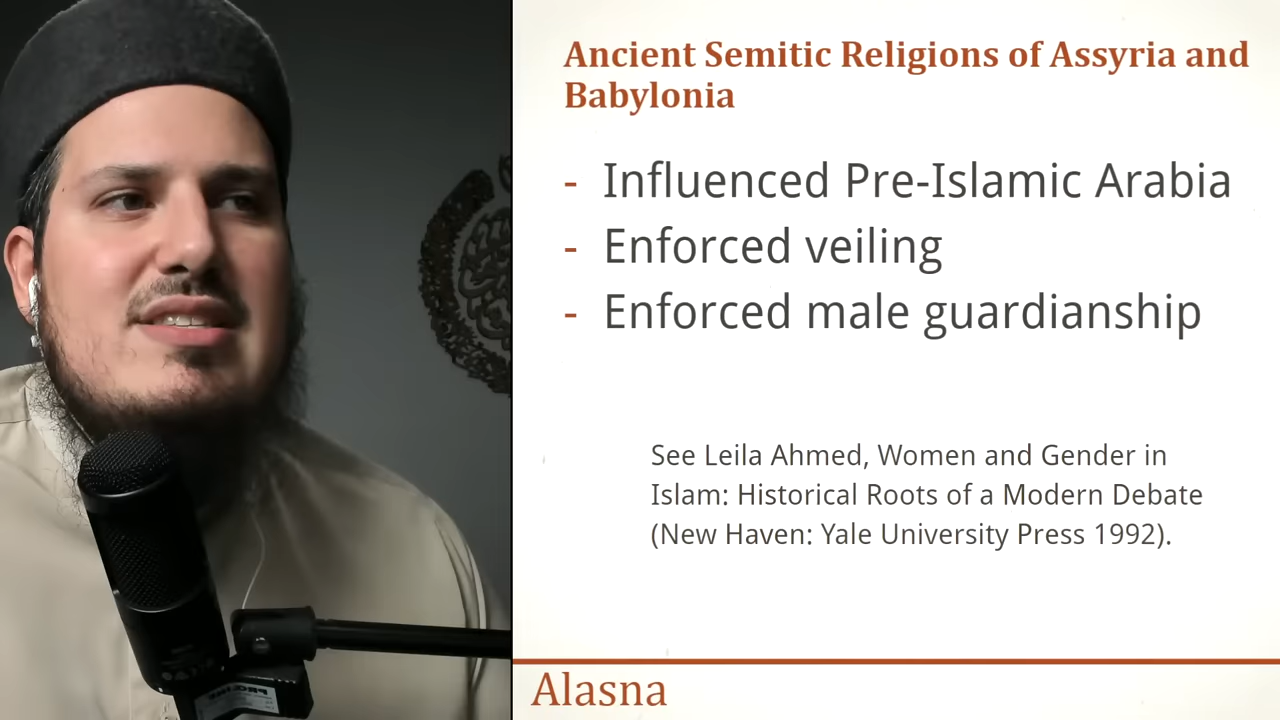 Ancient Semitic Religions of Assyria and
Babylonia
- Influenced Pre-Islamic Arabia
- Enforced veiling
- Enforced male guardianship
See Leila Ahmed, Women and Gender in
Islam: Historical Roots of a Modern Debate
(New Haven: Yale University Press 1992).
Alasna